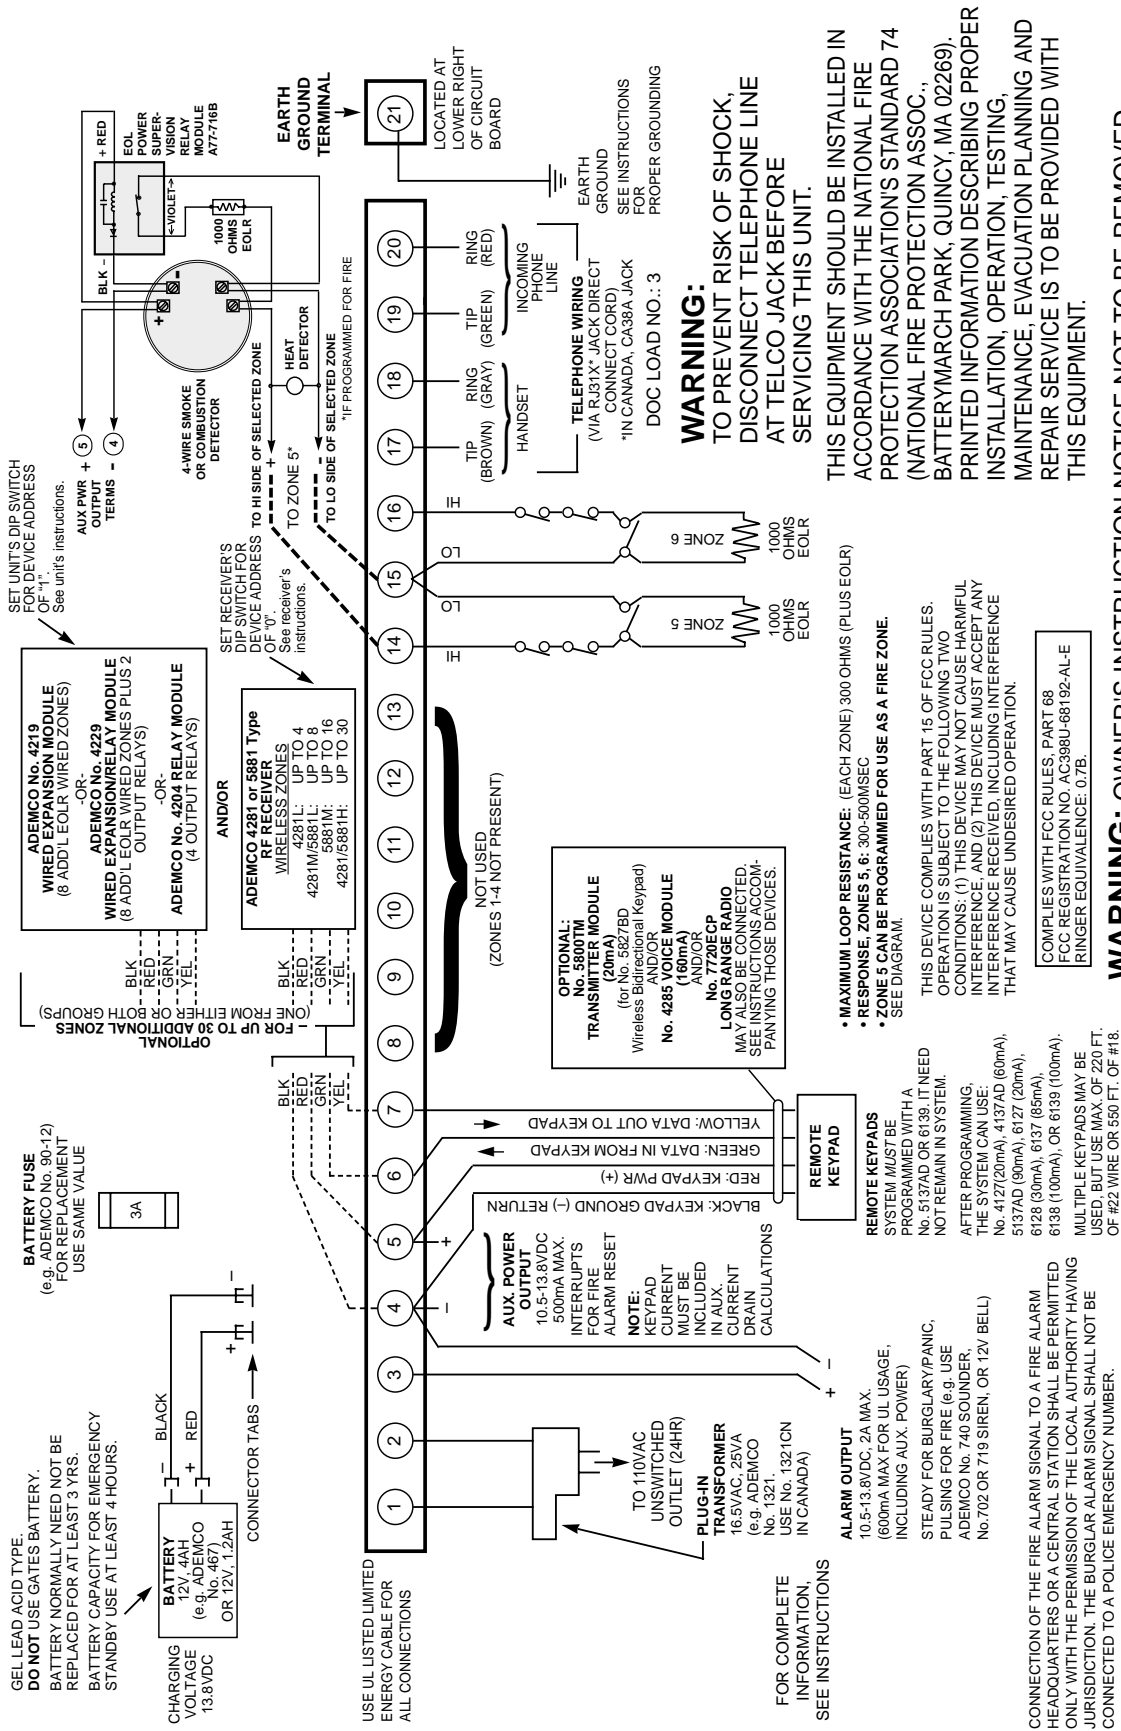 GEL LEAD ACID TYPE.
DO NOT USE GATES BATTERY.
BATTERY NORMALLY NEED NOT BE
REPLACED FOR AT LEAST 3 YRS.
BATTERY CAPACITY FOR EMERGENCY
STANDBY USE AT LEAST 4 HOURS.
CHARGING
VOLTAGE
13.8VDC
BATTERY
12V, 4AH
(e.g. ADEMCO
No. 467)
OR 12V, 1.2AH
– BLACK –
+ RED +
CONNECTOR TABS
BATTERY FUSE
(e.g. ADEMCO No. 90-12)
FOR REPLACEMENT
USE SAME VALUE
3A
OPTIONAL
FOR UP TO 30 ADDITIONAL ZONES
(ONE FROM EITHER OR BOTH GROUPS)
BLK
RED
GRN
YEL
BLK
RED
GRN
YEL
BLK
RED
GRN
YEL
ADEMCO No. 4219
WIRED EXPANSION MODULE
(8 ADD'L EOLR WIRED ZONES)
-OR-
ADEMCO No. 4229
WIRED EXPANSION/RELAY MODULE
(8 ADD'L EOLR WIRED ZONES PLUS 2
OUTPUT RELAYS)
-OR-
ADEMCO No. 4204 RELAY MODULE
(4 OUTPUT RELAYS)
AND/OR
ADEMCO 4281 or 5881 Type
RF RECEIVER
WIRELESS ZONES
4281L: UP TO 4
4281M/5881L: UP TO 8
5881M: UP TO 16
4281/5881H: UP TO 30
SET UNIT'S DIP SWITCH
FOR DEVICE ADDRESS
OF "1".
See unit's instructions.
SET RECEIVER'S
DIP SWITCH FOR
DEVICE ADDRESS
OF "0".
See receiver's
instructions.
AUX PWR + 5
OUTPUT
TERMS - 4
4-WIRE SMOKE
OR COMBUSTION
DETECTOR
+ -
BLK –
+ RED
VIOLET
EOL
POWER
SUPER-
VISION
RELAY
MODULE
A77-716B
1000
OHMS
EOLR
HEAT
DETECTOR
TO HI SIDE OF SELECTED ZONE
+
TO ZONE 5*
-
TO LO SIDE OF SELECTED ZONE
*IF PROGRAMMED FOR FIRE
EARTH
GROUND
TERMINAL
21
LOCATED AT
LOWER RIGHT
OF CIRCUIT
BOARD
EARTH
GROUND
SEE INSTRUCTIONS
FOR
PROPER GROUNDING
USE UL LISTED LIMITED
ENERGY CABLE FOR
ALL CONNECTIONS
1 2 3 4 5 6 7 8 9 10 11 12 13 14 15 16 17 18 19 20
TO 110VAC
UNSWITCHED
OUTLET (24HR)
PLUG-IN
TRANSFORMER
16.5VAC, 25VA
(e.g. ADEMCO
No. 1321.
USE No. 1321CN
IN CANADA)
FOR COMPLETE
INFORMATION,
SEE INSTRUCTIONS
+ –
ALARM OUTPUT
10.5-13.8VDC, 2A MAX.
(600mA MAX FOR UL USAGE,
INCLUDING AUX. POWER)
STEADY FOR BURGLARY/PANIC,
PULSING FOR FIRE (e.g. USE
ADEMCO No. 740 SOUNDER,
No.702 OR 719 SIREN, OR 12V BELL)
– +
AUX. POWER
OUTPUT
10.5-13.8VDC
500mA MAX.
INTERRUPTS
FOR FIRE
ALARM RESET
NOTE:
KEYPAD
CURRENT
MUST BE
INCLUDED
IN AUX.
CURRENT
DRAIN
CALCULATIONS
BLACK: KEYPAD GROUND (–) RETURN
RED: KEYPAD PWR (+)
GREEN: DATA IN FROM KEYPAD
YELLOW: DATA OUT TO KEYPAD
REMOTE
KEYPAD
REMOTE KEYPADS
SYSTEM MUST BE
PROGRAMMED WITH A
No. 5137AD OR 6139. IT NEED
NOT REMAIN IN SYSTEM.
AFTER PROGRAMMING,
THE SYSTEM CAN USE:
No. 4127(20mA), 4137AD (60mA),
5137AD (90mA), 6127 (20mA),
6128 (30mA), 6137 (85mA),
6138 (100mA), OR 6139 (100mA).
MULTIPLE KEYPADS MAY BE
USED, BUT USE MAX. OF 220 FT.
OF #22 WIRE OR 550 FT. OF #18.
NOT USED
(ZONES 1-4 NOT PRESENT)
OPTIONAL:
No. 5800TM
TRANSMITTER MODULE
(20mA)
(for No. 5827BD
Wireless Bidirectional Keypad)
AND/OR
No. 4285 VOICE MODULE
(160mA)
AND/OR
No. 7720ECP
LONG RANGE RADIO
MAY ALSO BE CONNECTED.
SEE INSTRUCTIONS ACCOM-
PANYING THOSE DEVICES.
HI LO LO HI
ZONE 5
1000
OHMS
EOLR
ZONE 6
1000
OHMS
EOLR
TIP
(BROWN)
RING
(GRAY)
HANDSET
TIP
(GREEN)
RING
(RED)
INCOMING
PHONE
LINE
TELEPHONE WIRING
(VIA RJ31X* JACK DIRECT
CONNECT CORD)
*IN CANADA, CA38A JACK
DOC LOAD NO.: 3
WARNING:
TO PREVENT RISK OF SHOCK,
DISCONNECT TELEPHONE LINE
AT TELCO JACK BEFORE
SERVICING THIS UNIT.
• MAXIMUM LOOP RESISTANCE: (EACH ZONE) 300 OHMS (PLUS EOLR)
• RESPONSE, ZONES 5, 6: 300-500MSEC
• ZONE 5 CAN BE PROGRAMMED FOR USE AS A FIRE ZONE.
SEE DIAGRAM.
THIS DEVICE COMPLIES WITH PART 15 OF FCC RULES.
OPERATION IS SUBJECT TO THE FOLLOWING TWO
CONDITIONS: (1) THIS DEVICE MAY NOT CAUSE HARMFUL
INTERFERENCE, AND (2) THIS DEVICE MUST ACCEPT ANY
INTERFERENCE RECEIVED, INCLUDING INTERFERENCE
THAT MAY CAUSE UNDESIRED OPERATION.
COMPLIES WITH FCC RULES, PART 68
FCC REGISTRATION NO. AC398U-68192-AL-E
RINGER EQUIVALENCE: 0.7B.
THIS EQUIPMENT SHOULD BE INSTALLED IN
ACCORDANCE WITH THE NATIONAL FIRE
PROTECTION ASSOCIATION'S STANDARD 74
(NATIONAL FIRE PROTECTION ASSOC.,
BATTERYMARCH PARK, QUINCY, MA 02269).
PRINTED INFORMATION DESCRIBING PROPER
INSTALLATION, OPERATION, TESTING,
MAINTENANCE, EVACUATION PLANNING AND
REPAIR SERVICE IS TO BE PROVIDED WITH
THIS EQUIPMENT.
CONNECTION OF THE FIRE ALARM SIGNAL TO A FIRE ALARM
HEADQUARTERS OR A CENTRAL STATION SHALL BE PERMITTED
ONLY WITH THE PERMISSION OF THE LOCAL AUTHORITY HAVING
JURISDICTION. THE BURGLAR ALARM SIGNAL SHALL NOT BE
CONNECTED TO A POLICE EMERGENCY NUMBER.
WARNING: OWNER'S INSTRUCTION NOTICE NOT TO BE REMOVED